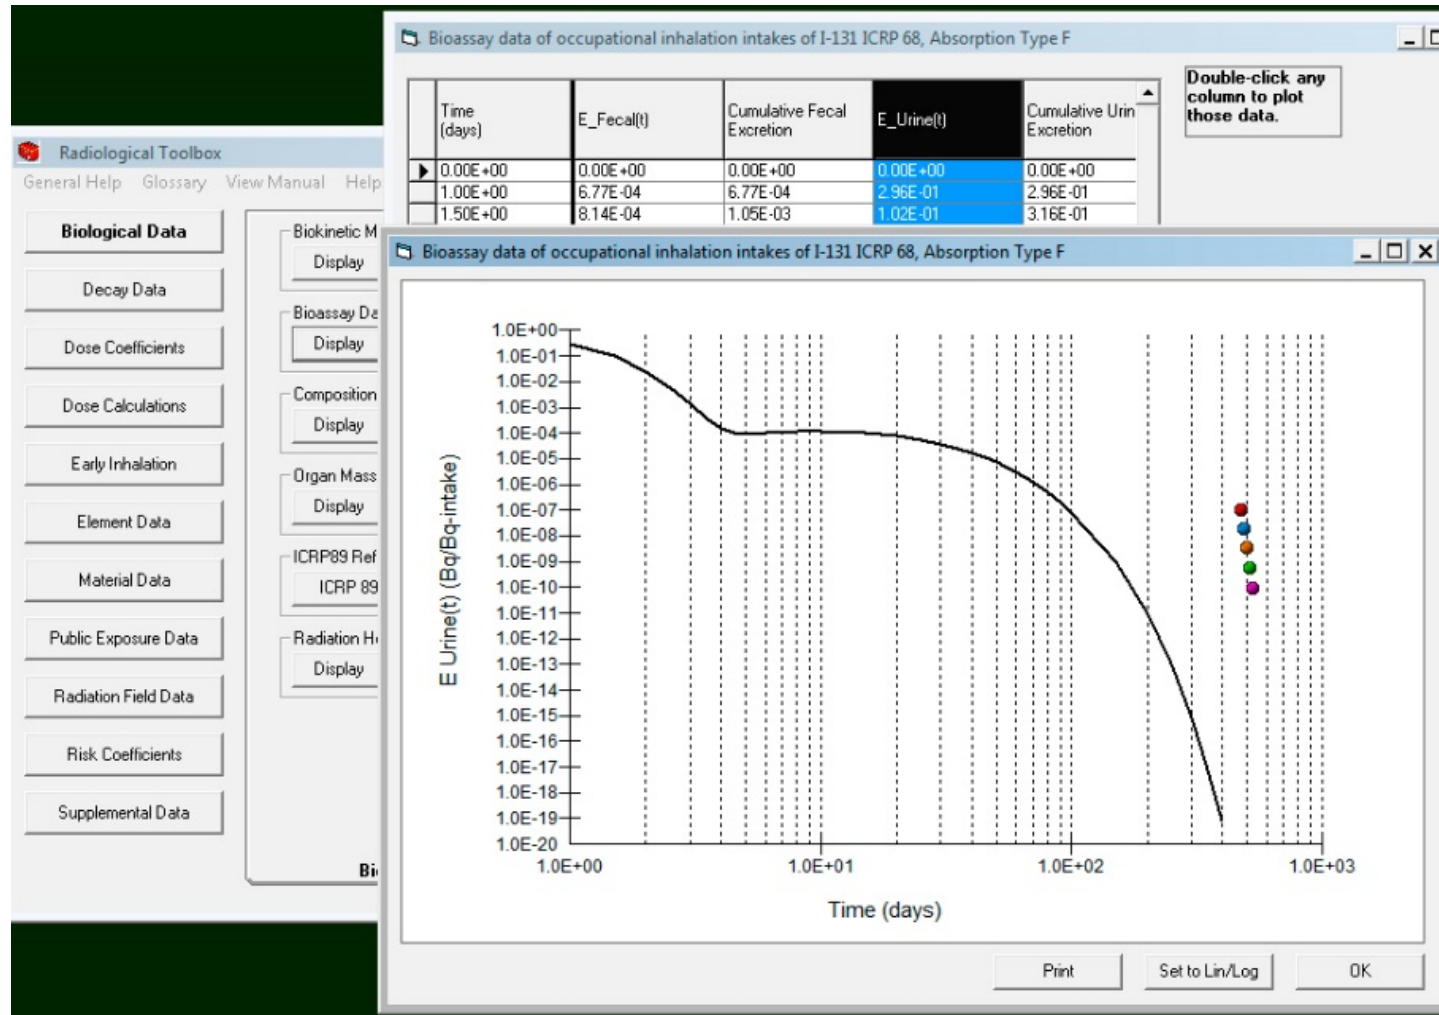 Bioassay data of occupational inhalation intakes of I-131 ICRP 68, Absorption Type F
Time (days) E_Fecal(t) Cumulative Fecal Excretion E_Urine(t) Cumulative Urin Excretion
0.00E+00 0.00E+00 0.00E+00 0.00E+00 0.00E+00
1.00E+00 6.77E-04 6.77E-04 2.96E-01 2.96E-01
1.50E+00 8.14E-04 1.05E-03 1.02E-01 3.16E-01
Double-click any
column to plot
those data.
Radiological Toolbox
General Help Glossary View Manual Help
Biological Data
Decay Data
Dose Coefficients
Dose Calculations
Early Inhalation
Element Data
Material Data
Public Exposure Data
Radiation Field Data
Risk Coefficients
Supplemental Data
Biokinetic M
Display
Bioassay Da
Display
Composition
Display
Organ Mass
Display
ICRP89 Ref
ICRP 89
Radiation H
Display
Bi
Bioassay data of occupational inhalation intakes of I-131 ICRP 68, Absorption Type F
E Urine(t) (Bq/Bq-intake)
1.0E+00
1.0E-01
1.0E-02
1.0E-03
1.0E-04
1.0E-05
1.0E-06
1.0E-07
1.0E-08
1.0E-09
1.0E-10
1.0E-11
1.0E-12
1.0E-13
1.0E-14
1.0E-15
1.0E-16
1.0E-17
1.0E-18
1.0E-19
1.0E-20
1.0E+00 1.0E+01 1.0E+02 1.0E+03
Time (days)
Print Set to Lin/Log OK